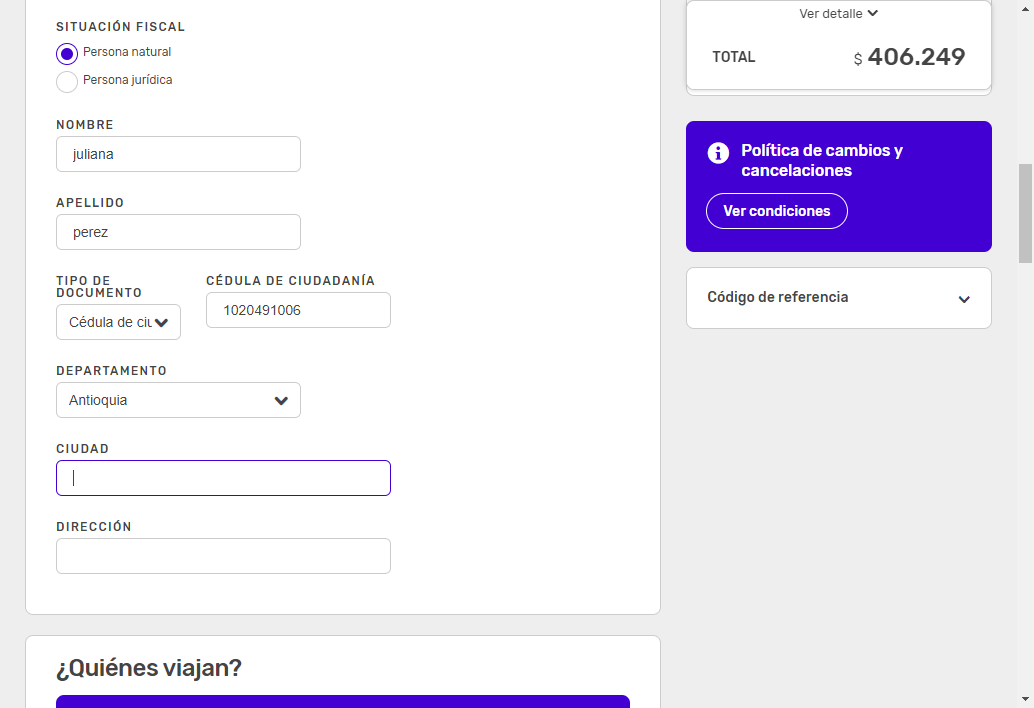 SITUACIÓN FISCAL
Persona natural
Persona jurídica
NOMBRE
juliana
APELLIDO
perez
TIPO DE
DOCUMENTO
Cédula de ciu
CÉDULA DE CIUDADANÍA
1020491006
DEPARTAMENTO
Antioquia
CIUDAD
DIRECCIÓN
¿Quiénes viajan?
Ver detalle
TOTAL
$ 406.249
Política de cambios y
cancelaciones
Ver condiciones
Código de referencia